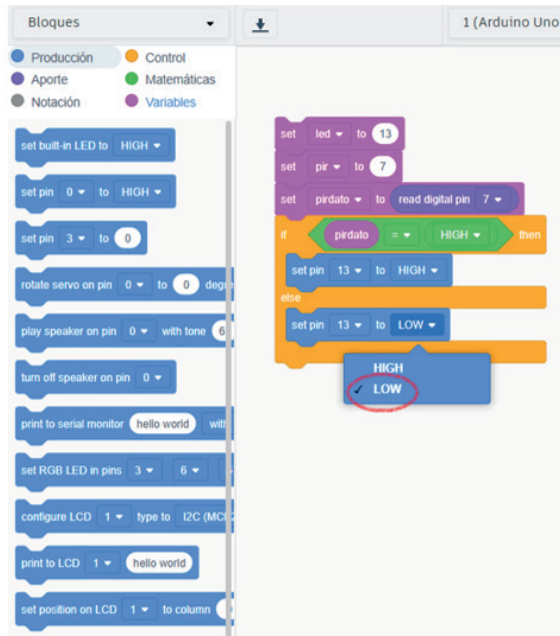 Bloques
1 (Arduino Uno
Producción Control
Aporte Matemáticas
Notación Variables
set built-in LED to HIGH
set pin 0 to HIGH
set pin 3 to 0
rotate servo on pin 0 to 0 degr
play speaker on pin 0 with tone 6
turn off speaker on pin 0
print to serial monitor hello world with
set RGB LED in pins 3 6
configure LCD 1 type to I2C (MC
print to LCD 1 hello world
set position on LCD 1 to column
set led to 13
set pir to 7
set pirdato to read digital pin 7
if pirdato = HIGH then
set pin 13 to HIGH
else
set pin 13 to LOW
HIGH
✓ LOW